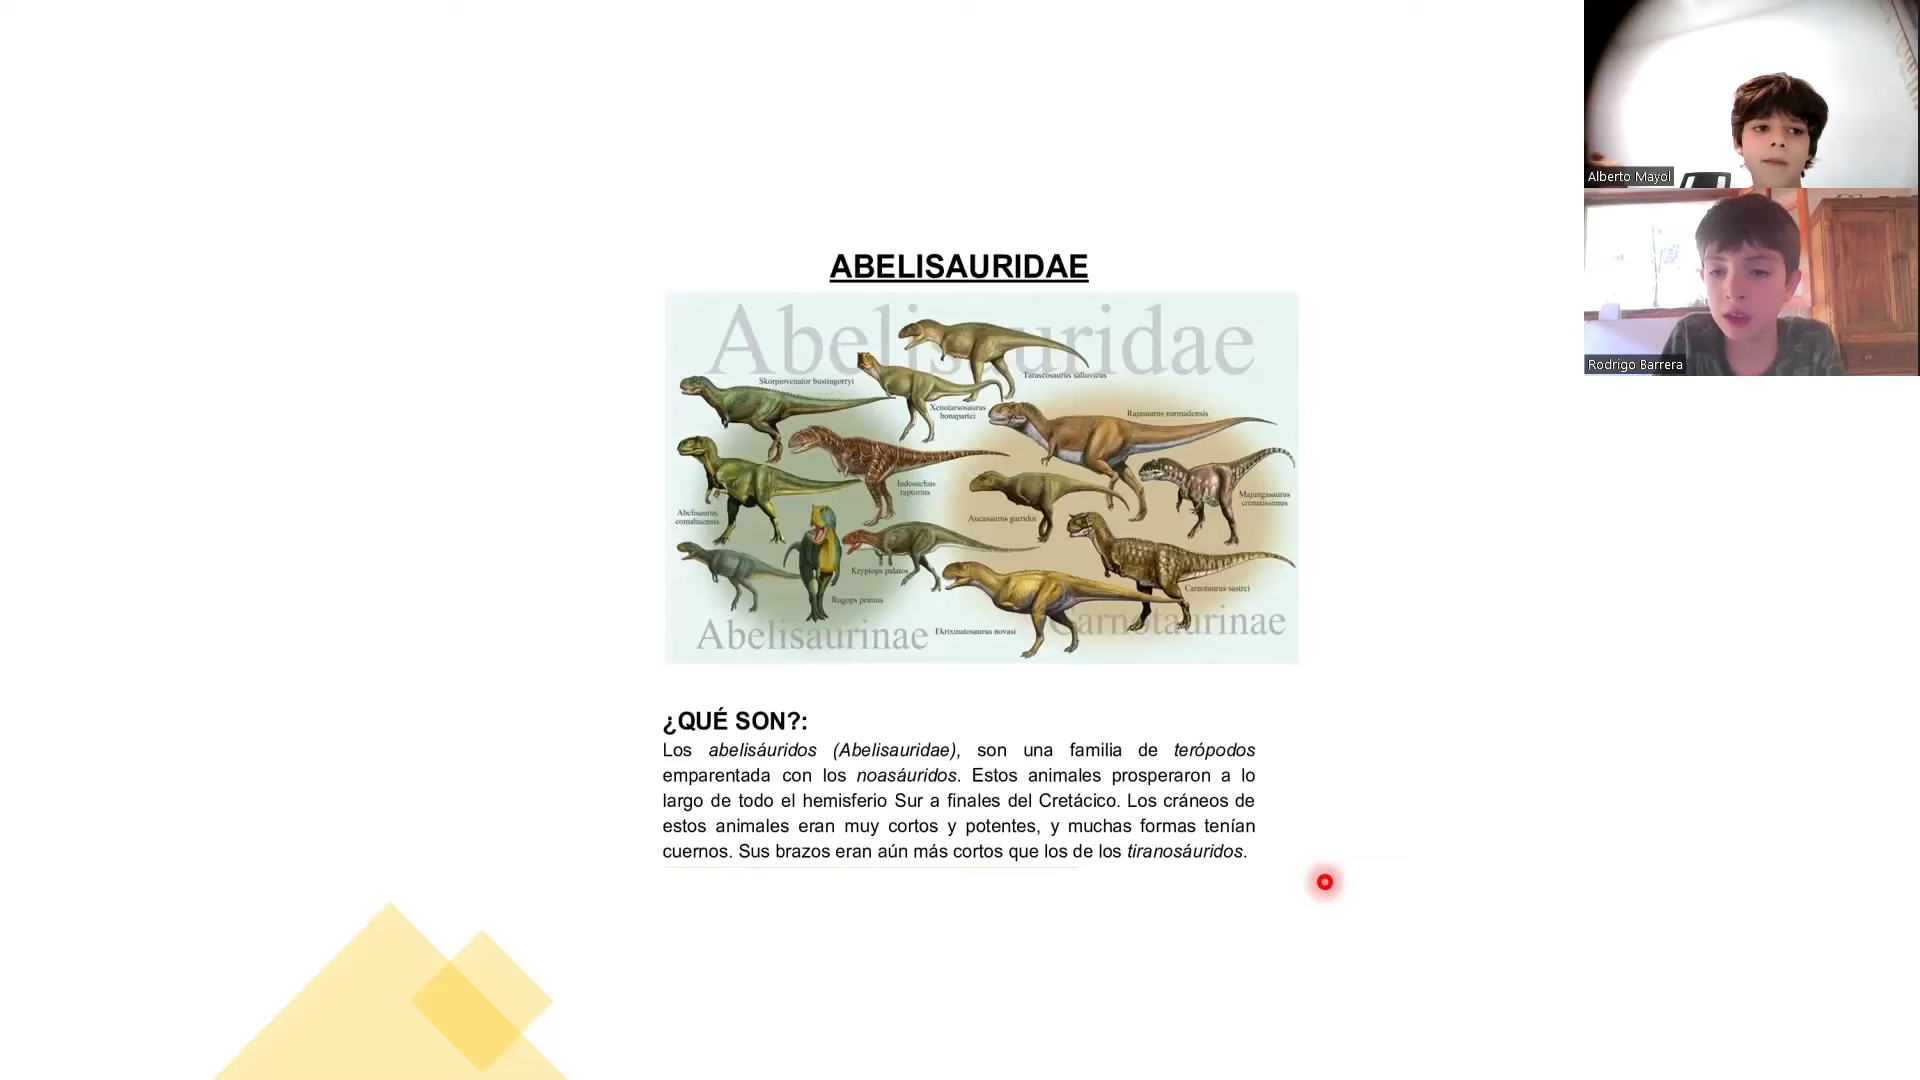 Alberto Mayol
Rodrigo Barrera
ABELISAURIDAE
Abelisauridae
Tarascosaurus salluvicus
Skorpiovenator bustingorryi
Xenotarsosaurus
bonapartei
Rajasaurus narmadensis
Indosuchus
raptorius
Majungasaurus
crenatissimus
Abelisaurus
comahuensis
Aucasaurus garridoi
Kryptops palaios
Carnotaurus sastrei
Rugops primus
Abelisaurinae
Ekrixinatosaurus novasi
Carnotaurinae
¿QUÉ SON?:
Los abelisáuridos (Abelisauridae), son una familia de terópodos
emparentada con los noasáuridos. Estos animales prosperaron a lo
largo de todo el hemisferio Sur a finales del Cretácico. Los cráneos de
estos animales eran muy cortos y potentes, y muchas formas tenían
cuernos. Sus brazos eran aún más cortos que los de los tiranosáuridos.